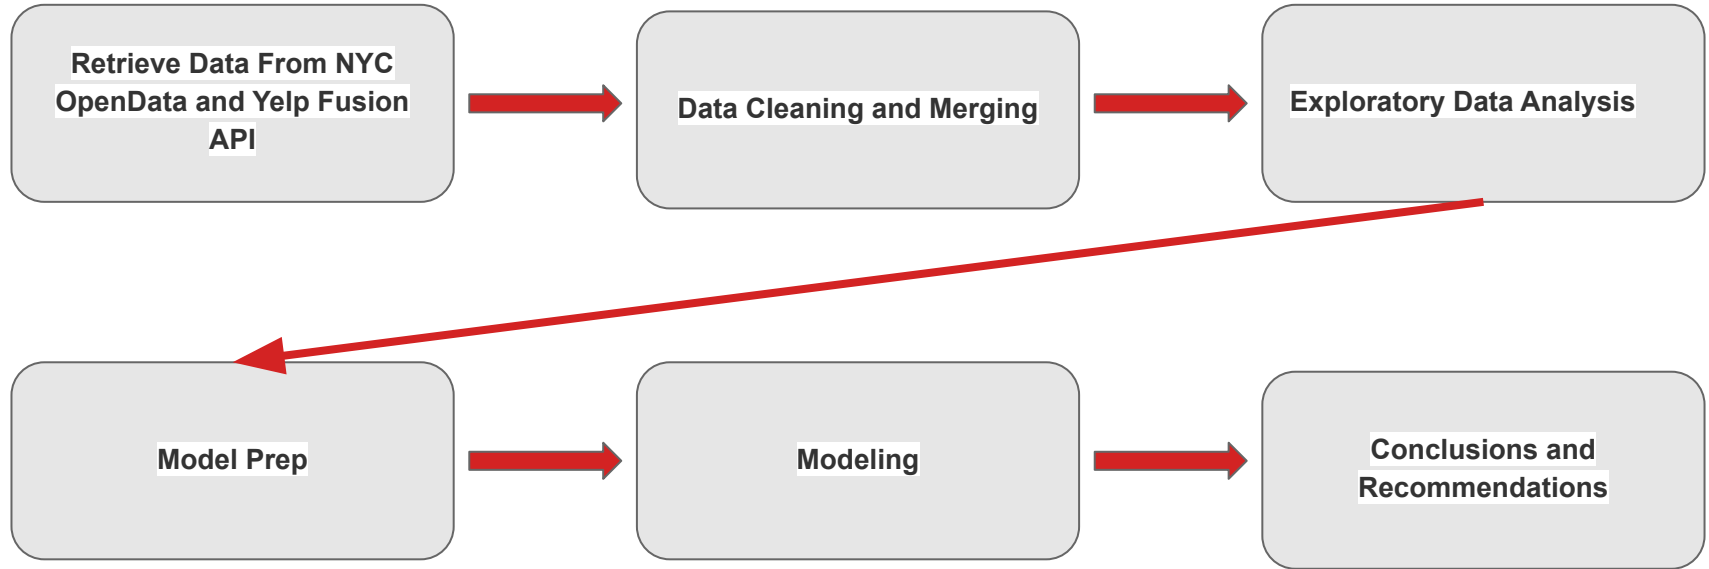 Retrieve Data From NYC
OpenData and Yelp Fusion
API
Data Cleaning and Merging
Exploratory Data Analysis
Model Prep
Modeling
Conclusions and
Recommendations